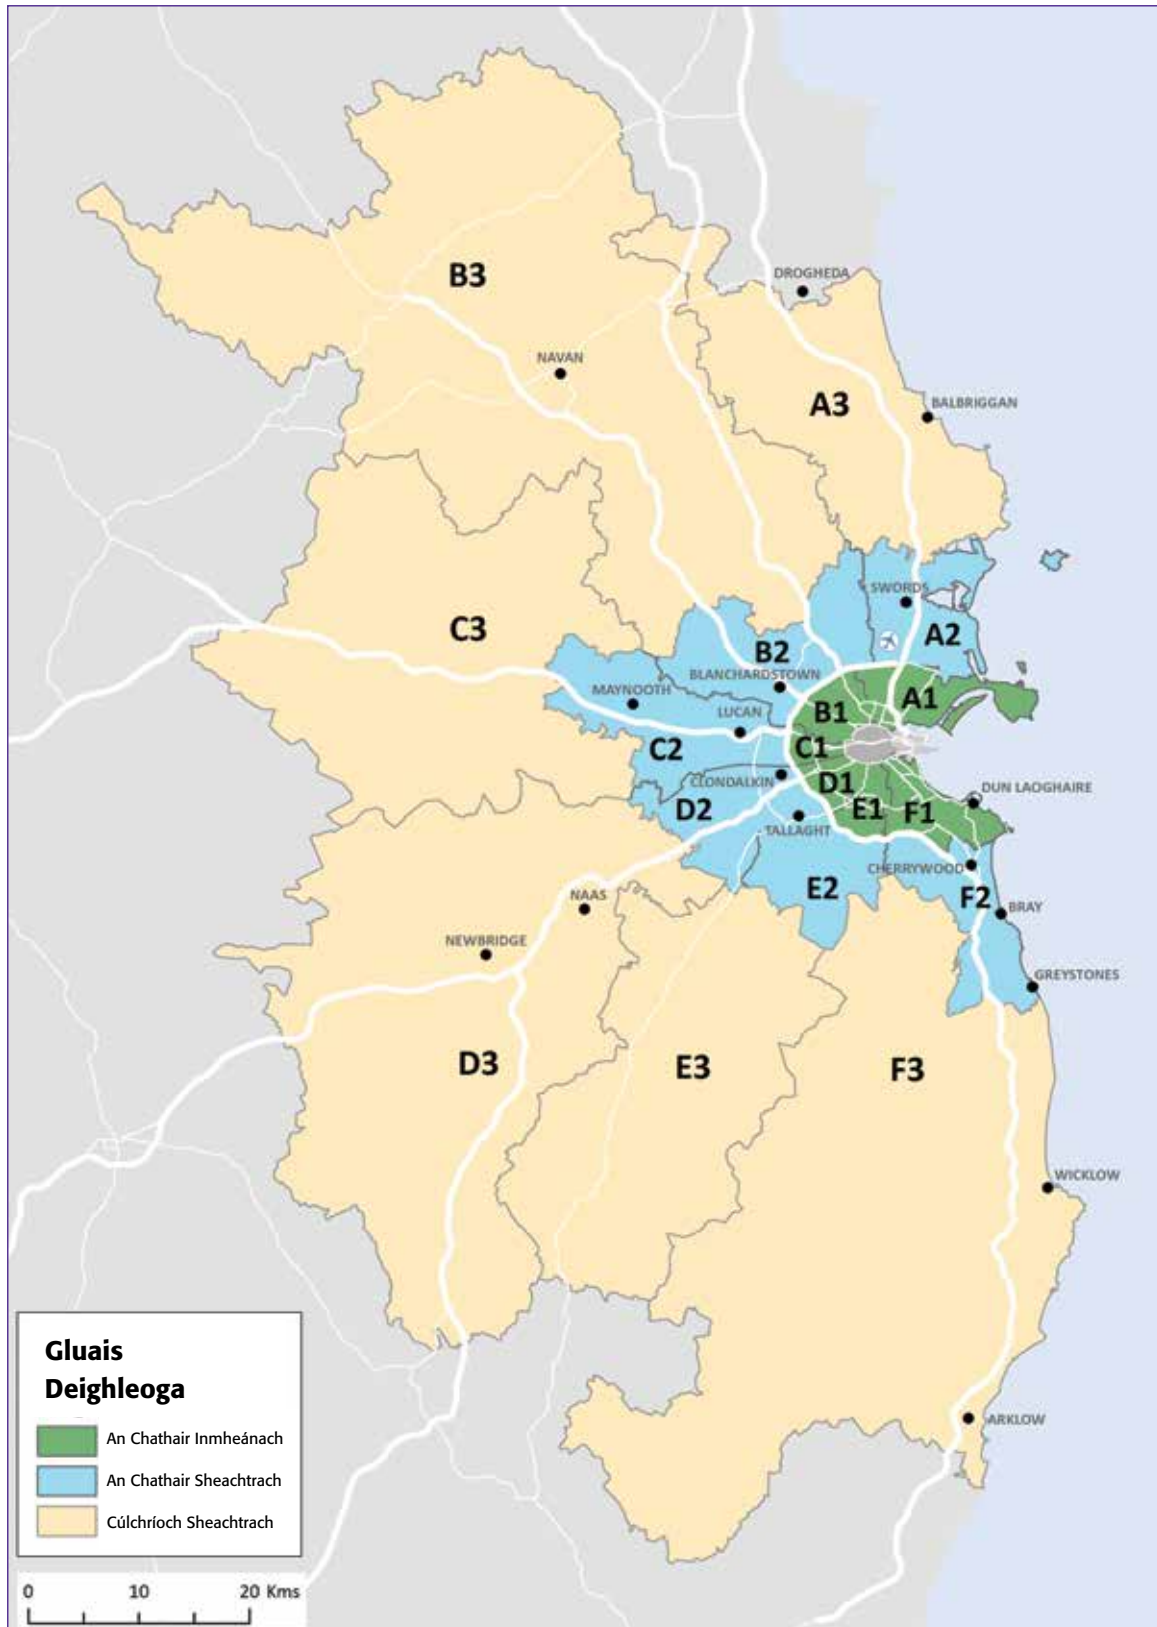 DROGHEDA
B3
NAVAN
A3
BALBRIGGAN
SWORDS
C3
A2
B2
BLANCHARDSTOWN
MAYNOOTH
A1
LUCAN
B1
C2
C1
CLONDALKIN
D1
DUN LAOGHAIRE
D2
E1
F1
TALLAGHT
CHERRYWOOD
E2
NAAS
F2
BRAY
NEWBRIDGE
GREYSTONES
D3
E3
F3
WICKLOW
ARKLOW
Gluais
Deighleoga
An Chathair Inmheánach
An Chathair Sheachtrach
Cúlchríoch Sheachtrach
0 10 20 Kms